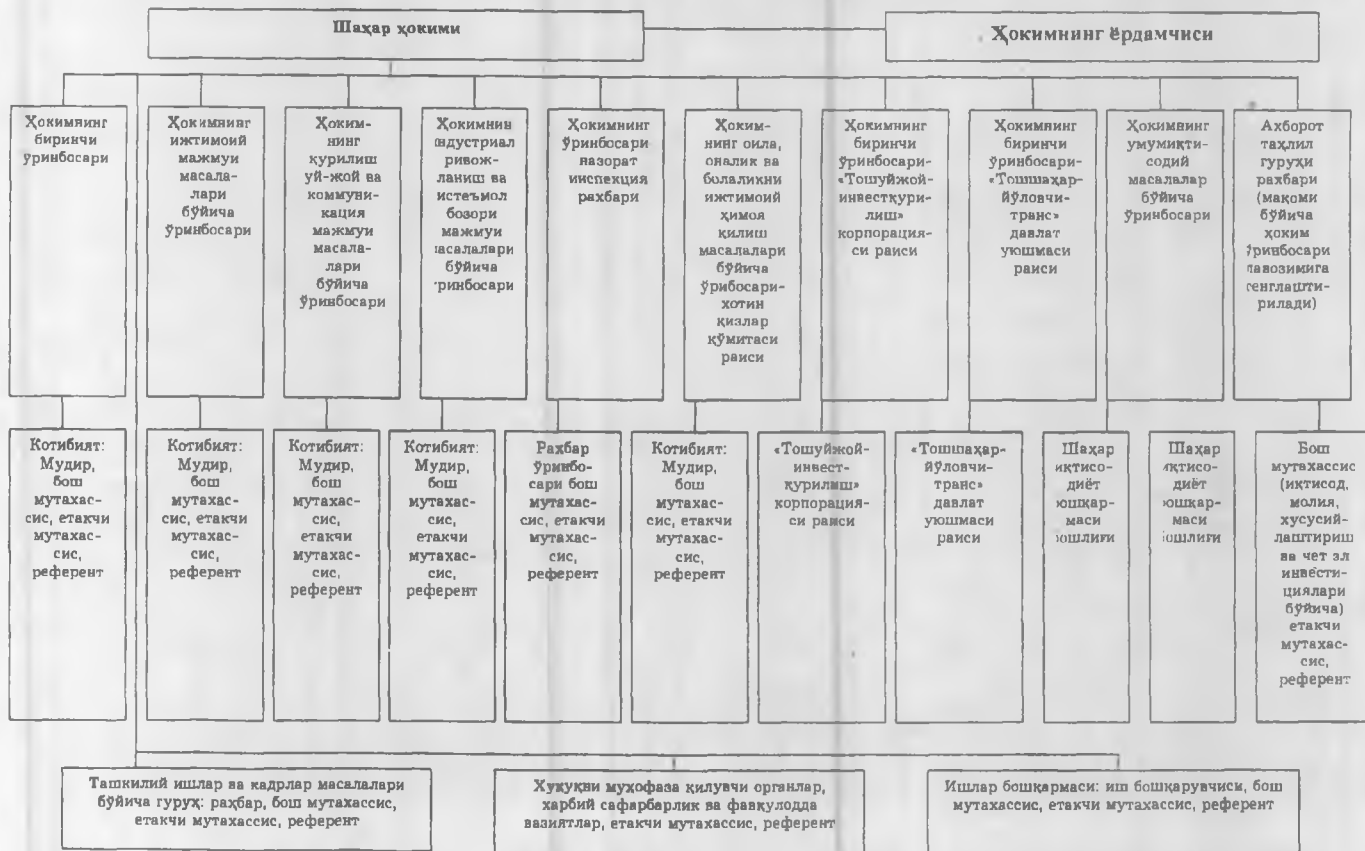 Шаҳар ҳокими
Ҳокимнинг ёрдамчиси
Ҳокимнинг
биринчи
ўринбосари
Ҳокимнинг
ижтимоий
мажмуи
масала-
лари
бўйича
ўринбосари
Ҳоким-
нинг
қурилиш
уй-жой ва
коммуни-
кация
мажмуи
масала-
лари
бўйича
ўринбосари
Ҳокимнин
индустриал
ривож-
ланиш ва
истеъмол
бозори
мажмуи
масалалари
бўйича
ўринбосари
Ҳокимнинг
ўринбосари
назорат
инспекция
рахбари
Ҳоким-
нинг оила,
оналик ва
болаликни
ижтимоий
ҳимоя
қилиш
масалалари
бўйича
ўрибосари-
хотин
қизлар
қўмитаси
раиси
Ҳокимнинг
биринчи
ўринбосари-
«Тошуйжой-
инвестқури-
лиш»
корпорация-
си раиси
Ҳокимнинг
биринчи
ўринбосари-
«Тошшаҳар-
йўловчи-
транс»
давлат
уюшмаси
раиси
Ҳокимнинг
умумиқти-
содий
масалалар
бўйича
ўринбосари
Ахборот
таҳлил
гуруҳи
раҳбари
(мақоми
бўйича
ҳоким
ўринбосари
лавозимига
тенглашти-
рилади)
Котибият:
Мудир,
бош
мутахас-
сис, етакчи
мутахас-
сис,
референт
Котибият:
Мудир,
бош
мутахас-
сис, етакчи
мутахас-
сис,
референт
Котибият:
Мудир,
бош
мутахас-
сис,
етакчи
мутахас-
сис,
референт
Котибият:
Мудир,
бош
мутахас-
сис,
етакчи
мутахас-
сис,
референт
Рахбар
ўринбо-
сари бош
мутахас-
сис, етакчи
мутахас-
сис,
референт
Котибият:
Мудир,
бош
мутахас-
сис, етакчи
мутахас-
сис,
референт
«Тошуйжой-
инвест-
қурилиш»
корпорация-
си раиси
«Тошшаҳар-
йўловчи-
транс»
давлат
уюшмаси
раиси
Шаҳар
иқтисо-
диёт
бошқар-
маси
бошлиғи
Шаҳар
иқтисо-
диёт
бошқар-
маси
бошлиғи
Бош
мутахассис
(иқтисод,
молия,
хусусий-
лаштириш
ва чет эл
инвести-
циялари
бўйича)
етакчи
мутахас-
сис,
референт
Ташкилий ишлар ва кадрлар масалалари
бўйича гуруҳ: раҳбар, бош мутахассис,
етакчи мутахассис, референт
Хуқуқни муҳофаза қилувчи органлар,
харбий сафарбарлик ва фавқулодда
вазиятлар, етакчи мутахассис, референт
Ишлар бошқармаси: иш бошқарувчиси, бош
мутахассис, етакчи мутахассис, референт